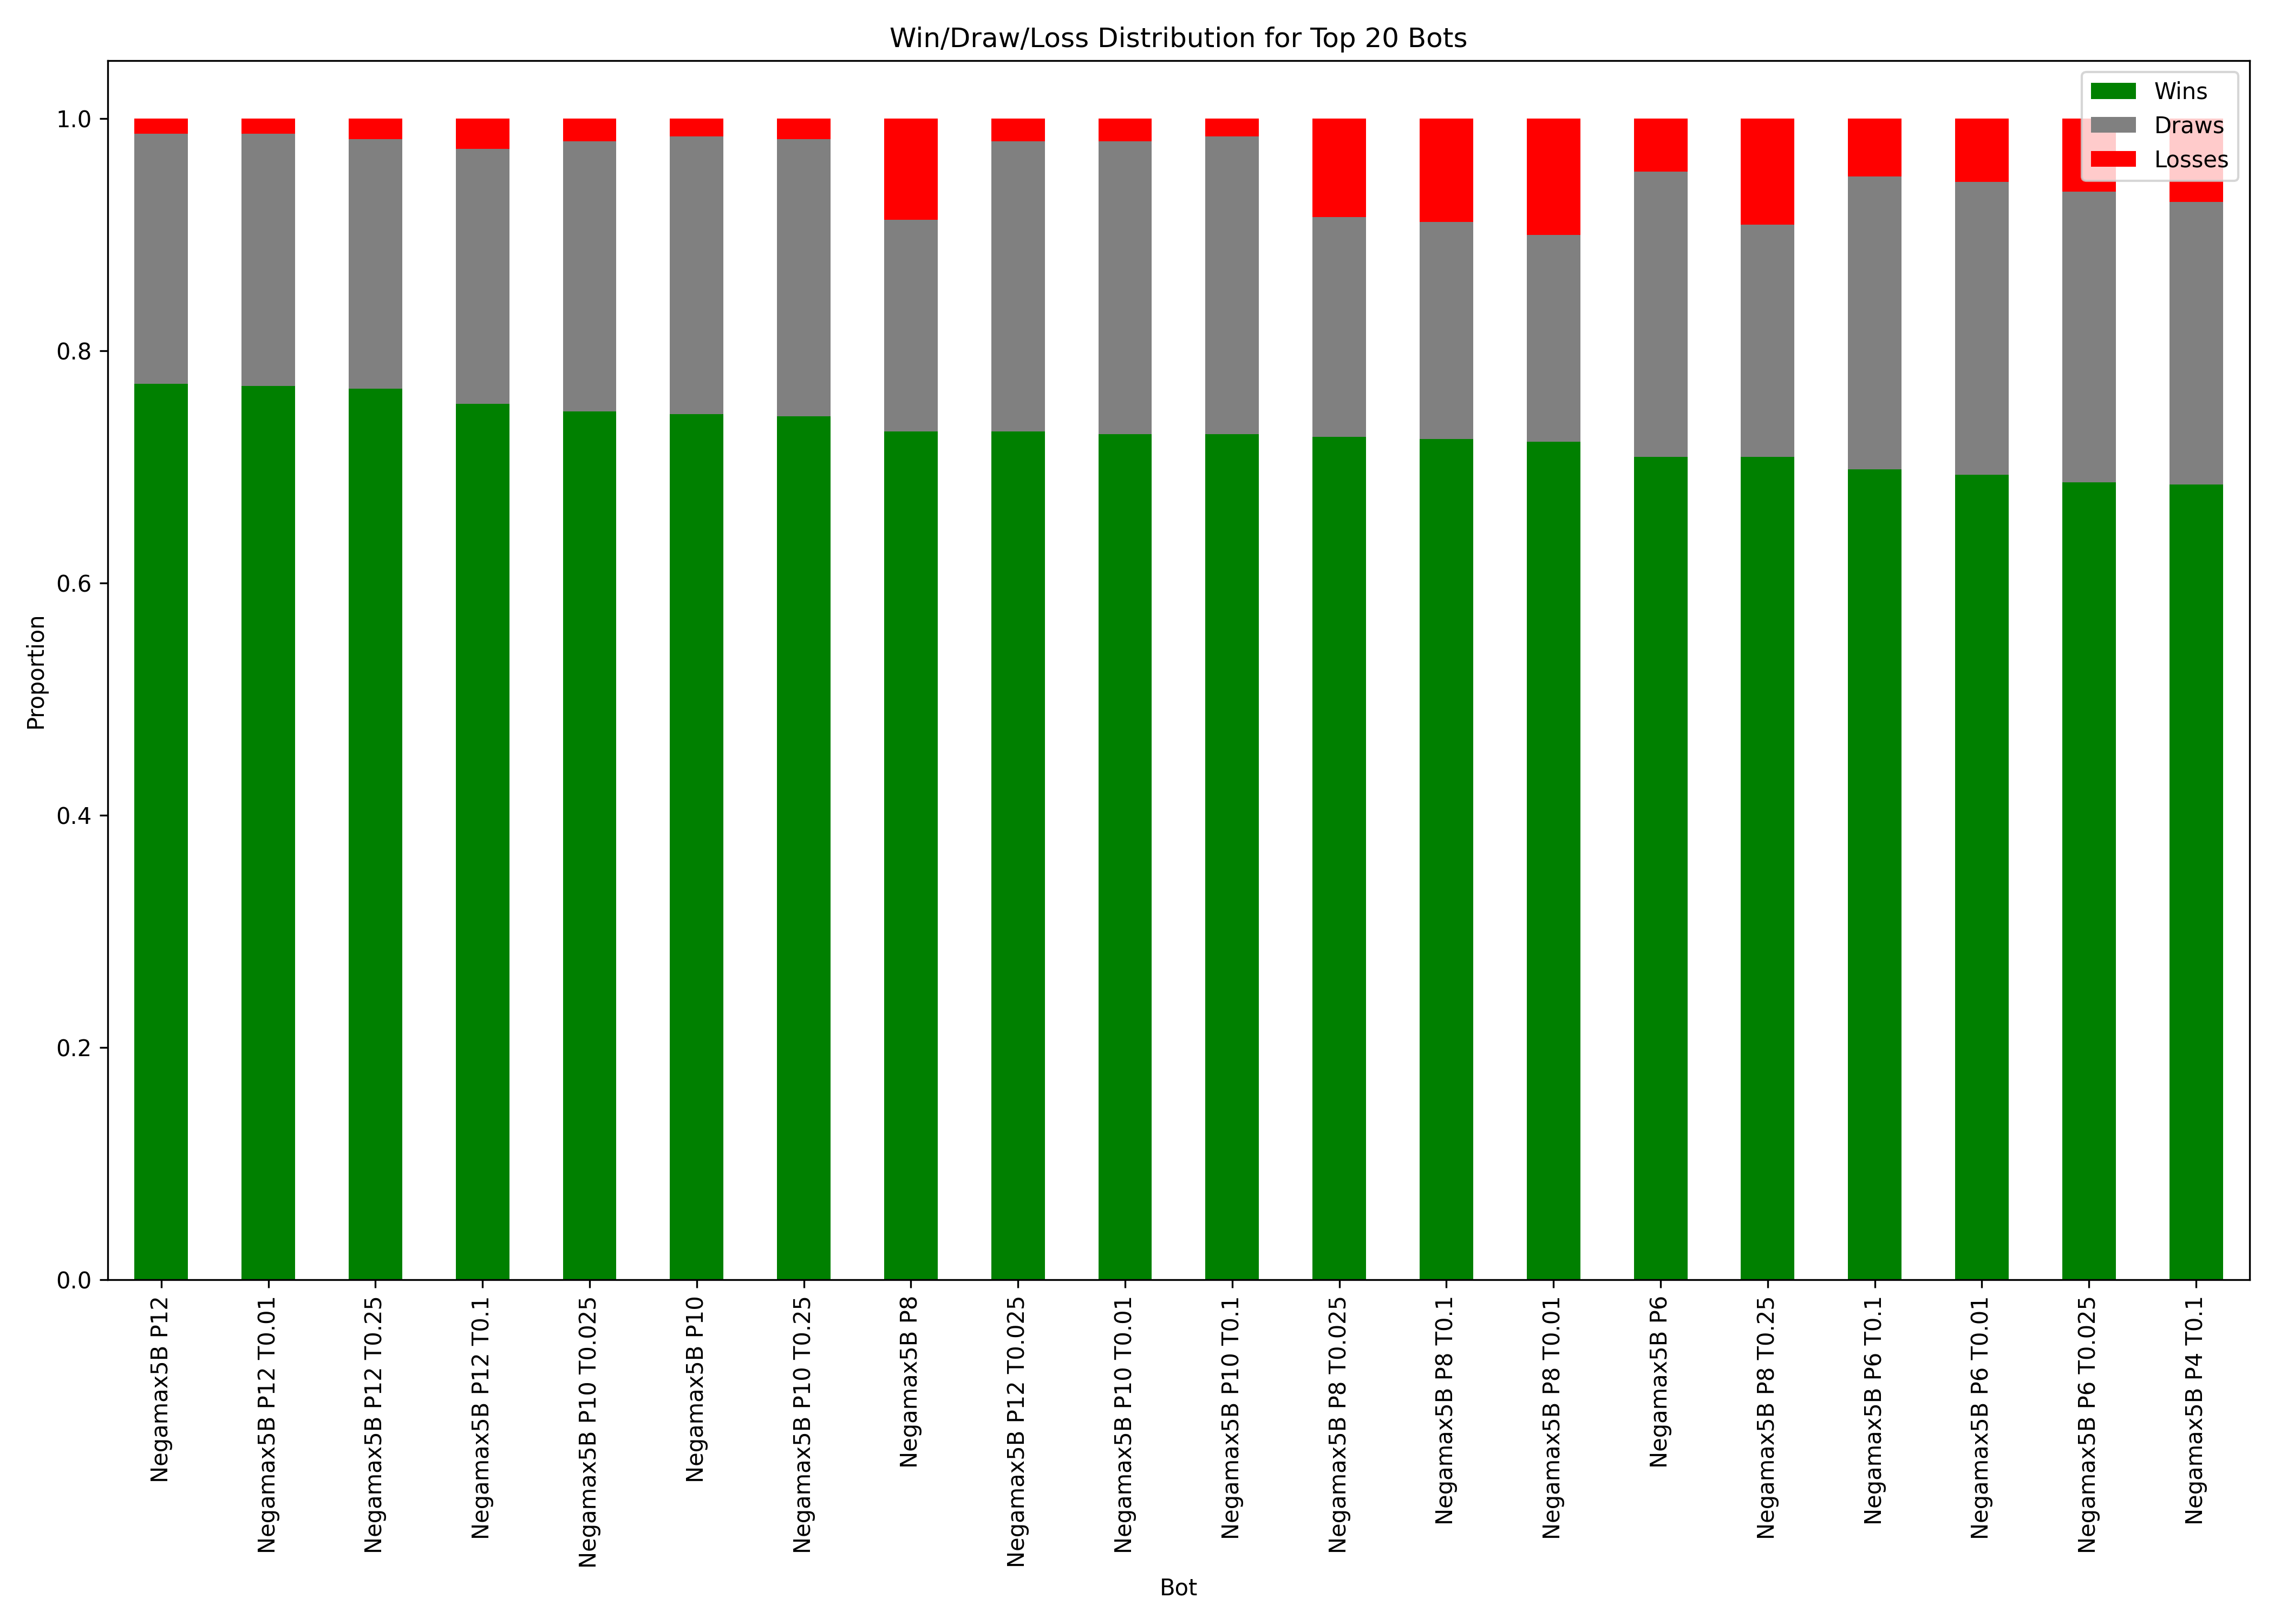 Win/Draw/Loss Distribution for Top 20 Bots
Wins
Draws
Losses
Proportion
1.0
0.8
0.6
0.4
0.2
0.0
Negamax5B P12
Negamax5B P12 T0.01
Negamax5B P12 T0.25
Negamax5B P12 T0.1
Negamax5B P10 T0.025
Negamax5B P10
Negamax5B P10 T0.25
Negamax5B P8
Negamax5B P12 T0.025
Negamax5B P10 T0.01
Negamax5B P10 T0.1
Negamax5B P8 T0.025
Negamax5B P8 T0.1
Negamax5B P8 T0.01
Negamax5B P6
Negamax5B P8 T0.25
Negamax5B P6 T0.1
Negamax5B P6 T0.01
Negamax5B P6 T0.025
Negamax5B P4 T0.1
Bot